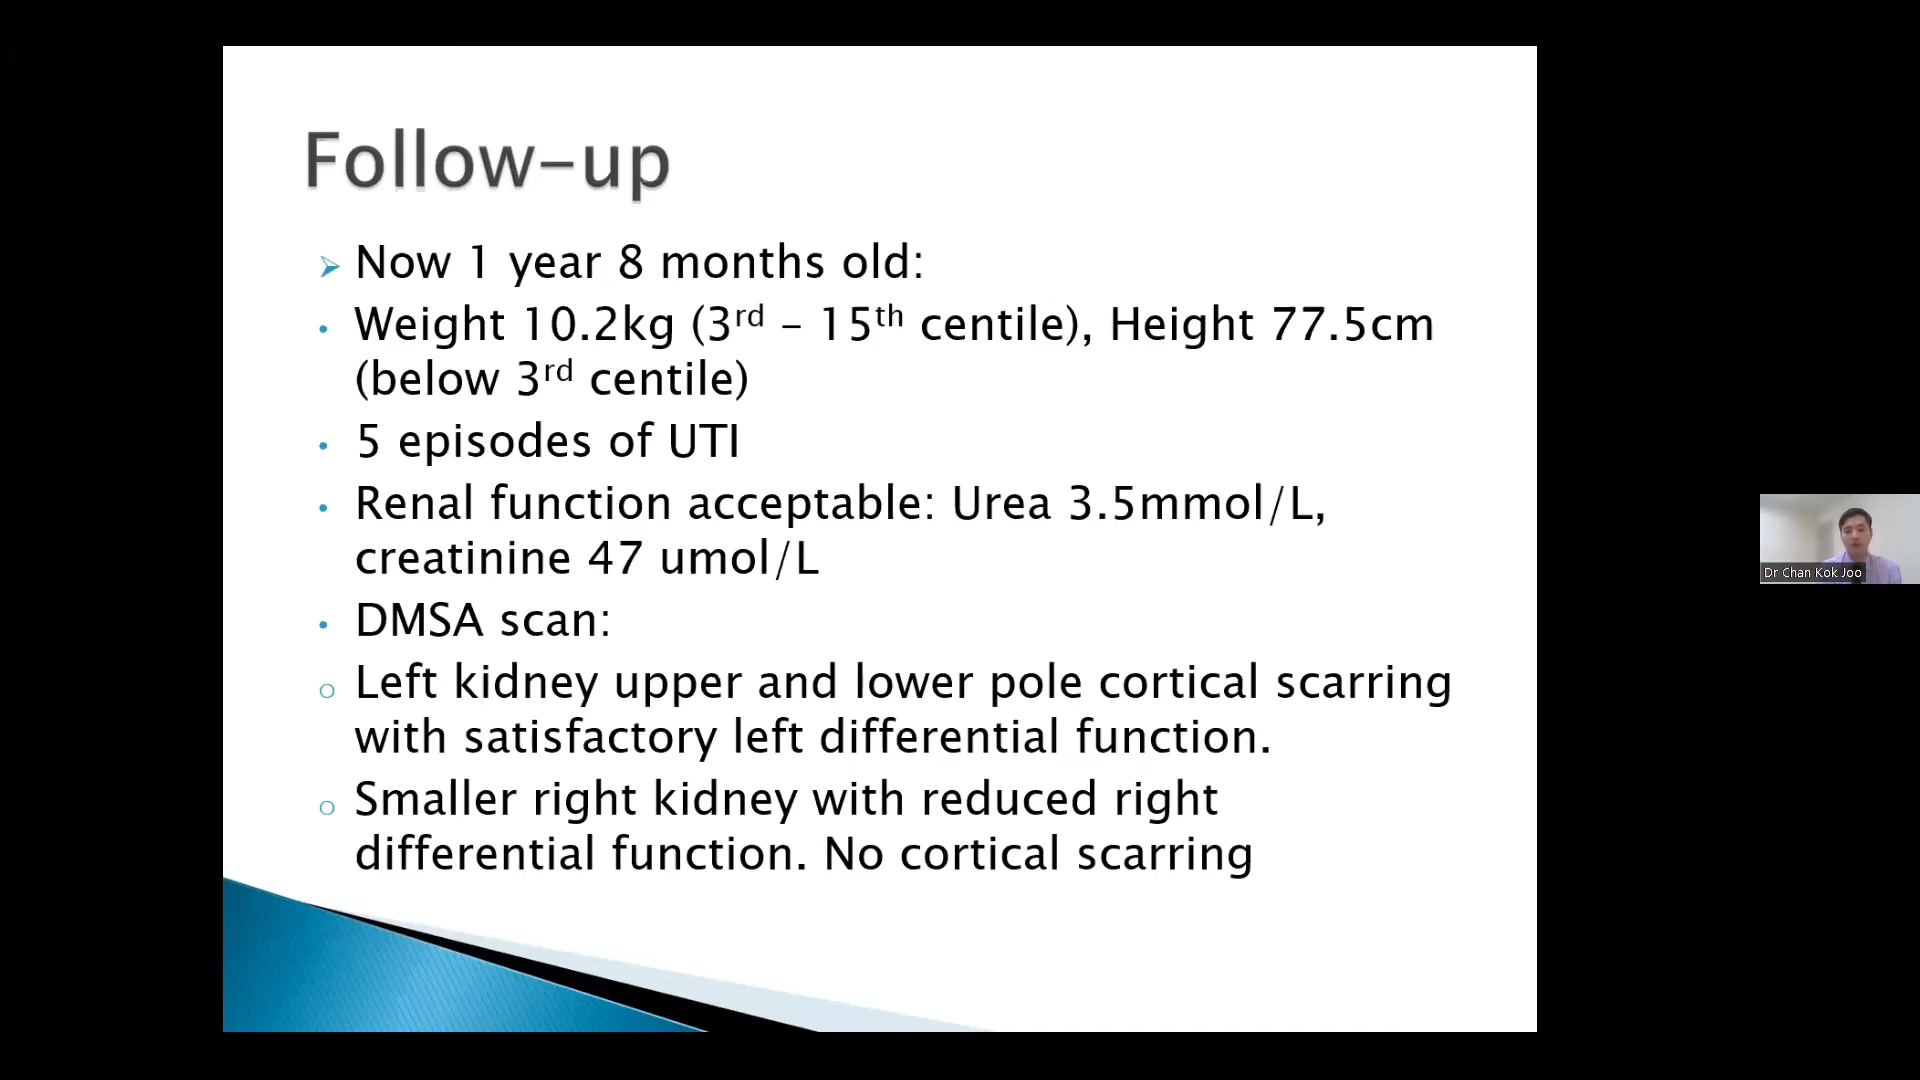 Follow-up
Now 1 year 8 months old:
Weight 10.2kg (3rd – 15th centile), Height 77.5cm
(below 3rd centile)
5 episodes of UTI
Renal function acceptable: Urea 3.5mmol/L,
creatinine 47 umol/L
DMSA scan:
Left kidney upper and lower pole cortical scarring
with satisfactory left differential function.
Smaller right kidney with reduced right
differential function. No cortical scarring
Dr Chan Kok Joo